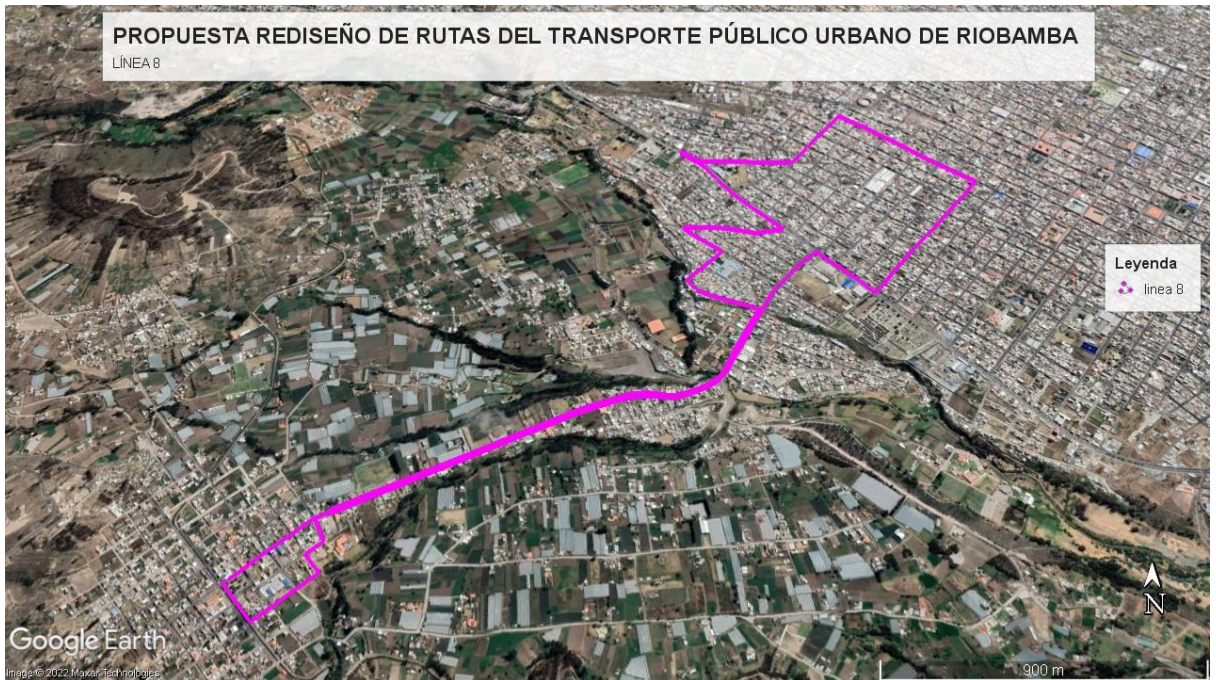 PROPUESTA REDISEÑO DE RUTAS DEL TRANSPORTE PÚBLICO URBANO DE RIOBAMBA
LÍNEA 8
Leyenda
linea 8
N
Google Earth
Image © 2022 Maxar Technologies
900 m